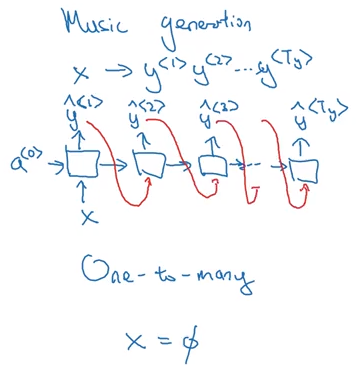 Music generation
x → y<1> y<2> ... y<Ty>
ŷ<1> ŷ<2> ŷ<3> ŷ<Ty>
a<0>
x
One-to-many
x = ϕ